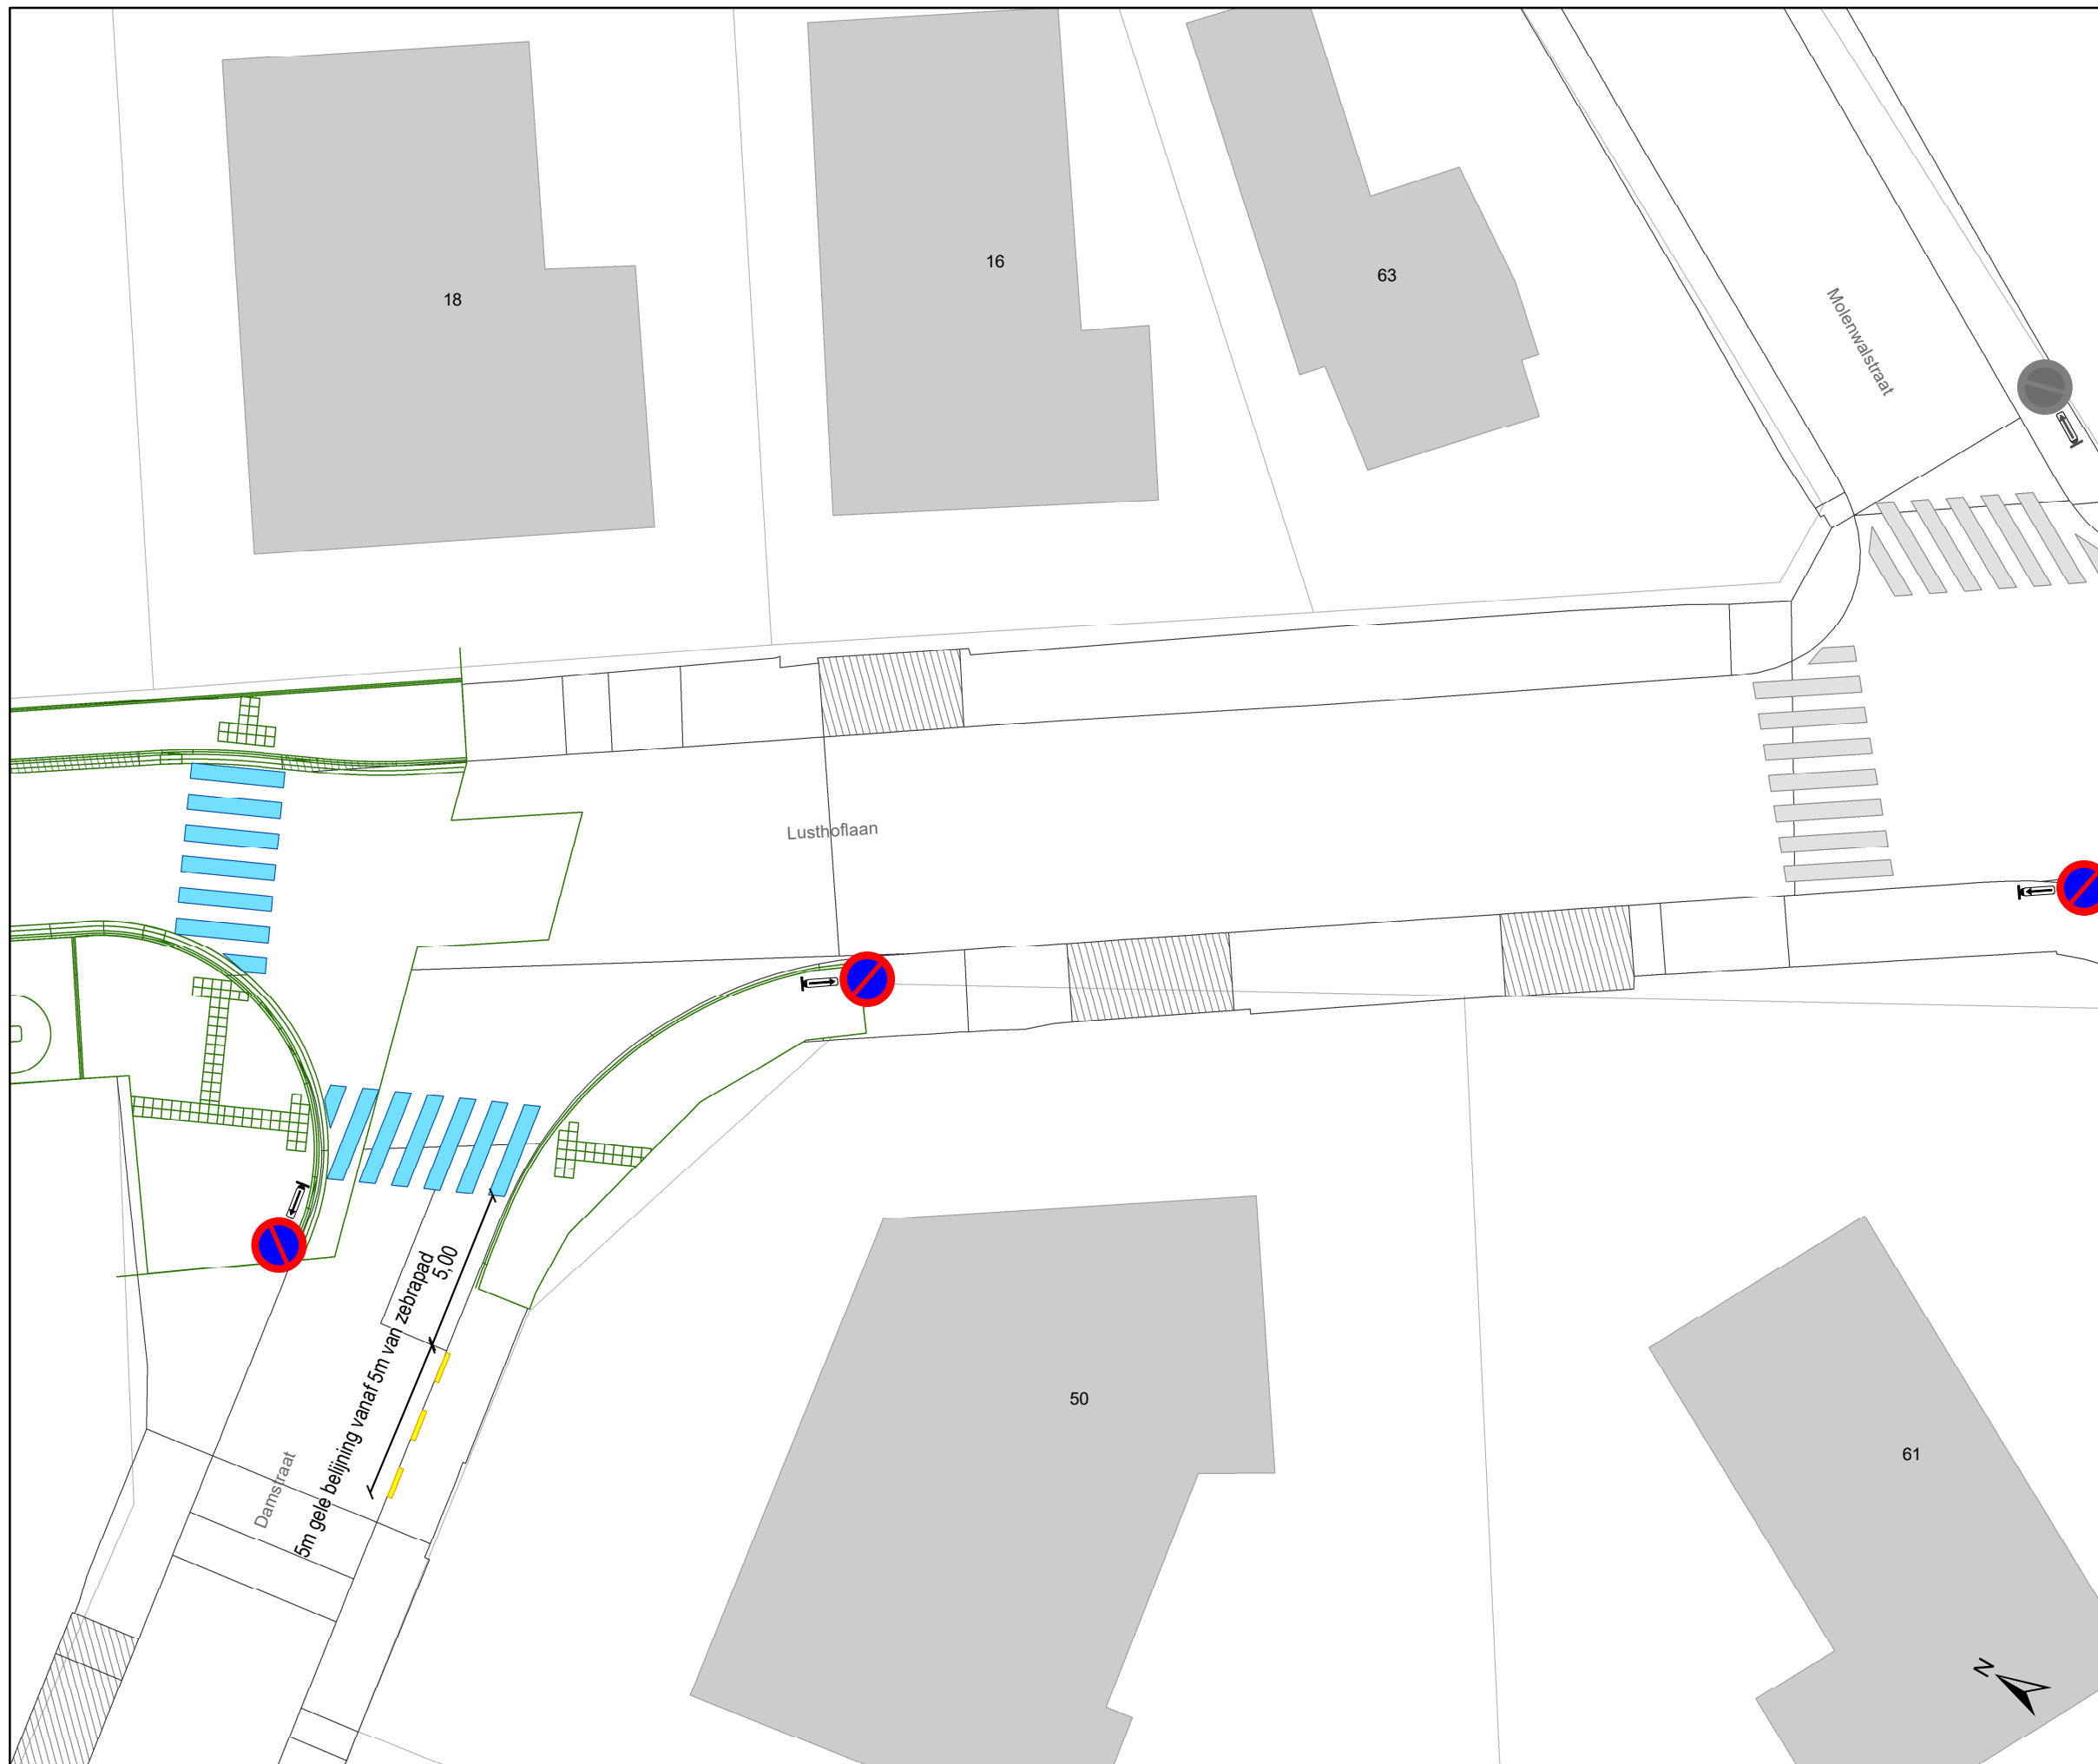 16
63
18
Molenwalstraat
Lusthoflaan
5,00
5m gele belijning vanaf 5m van zebrapad
50
61
Damstraat
N